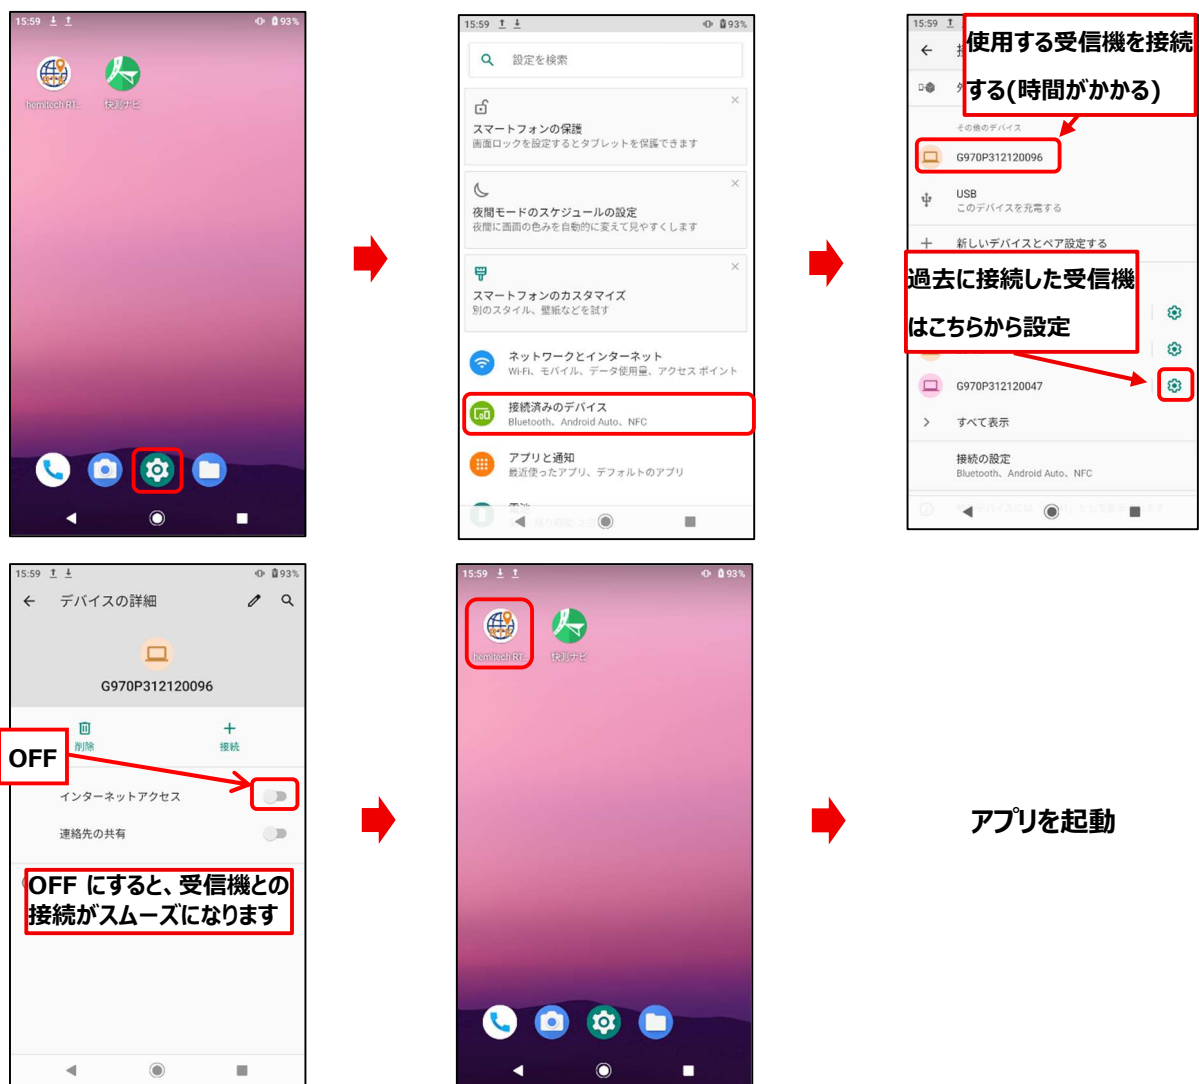 15:59
93%
hemitech RT...
快測ナビ
15:59
93%
設定を検索
スマートフォンの保護
画面ロックを設定するとタブレットを保護できます
夜間モードのスケジュールの設定
夜間に画面の色みを自動的に変えて見やすくします
スマートフォンのカスタマイズ
別のスタイル、壁紙などを試す
ネットワークとインターネット
Wi-Fi、モバイル、データ使用量、アクセス ポイント
接続済みのデバイス
Bluetooth、Android Auto、NFC
アプリと通知
最近使ったアプリ、デフォルトのアプリ
15:59
使用する受信機を接続
する(時間がかかる)
その他のデバイス
G970P312120096
USB
このデバイスを充電する
新しいデバイスとペア設定する
過去に接続した受信機
はこちらから設定
G970P312120047
すべて表示
接続の設定
Bluetooth、Android Auto、NFC
15:59
93%
デバイスの詳細
G970P312120096
削除
接続
OFF
インターネットアクセス
連絡先の共有
OFF にすると、受信機との
接続がスムーズになります
15:59
93%
hemitech RT...
快測ナビ
アプリを起動